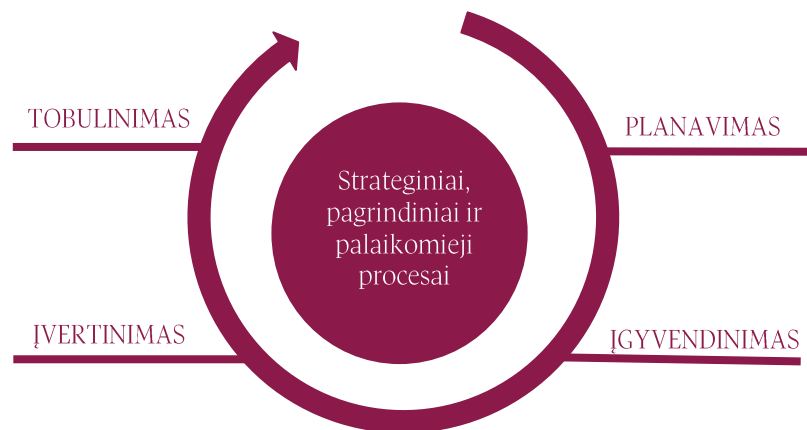 TOBULINIMAS
PLANAVIMAS
Strateginiai,
pagrindiniai ir
palaikomieji
procesai
ĮVERTINIMAS
ĮGYVENDINIMAS